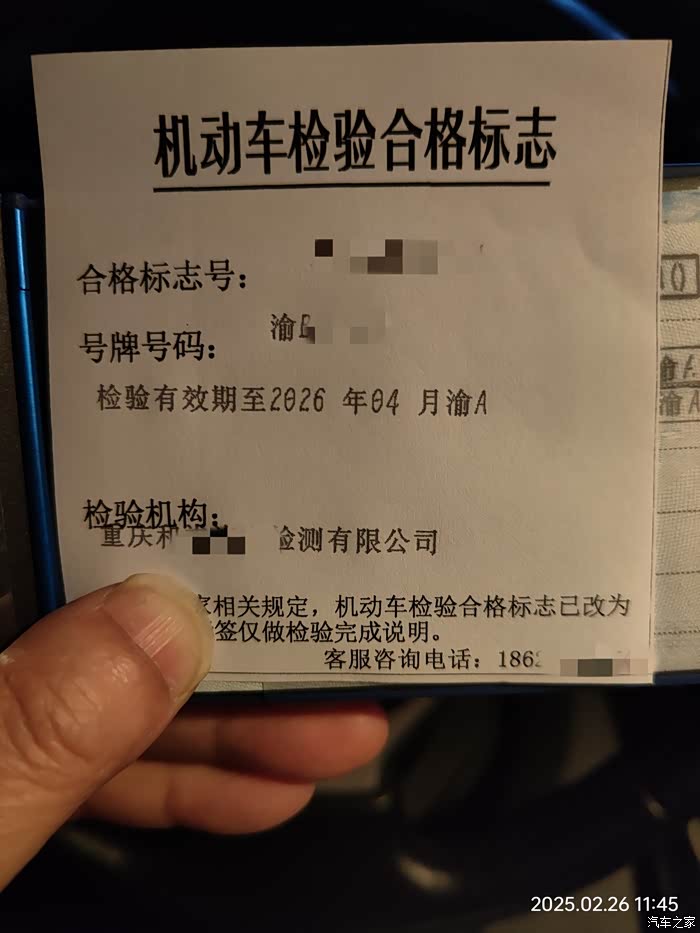 机动车检验合格标志
合格标志号：
号牌号码： 渝
检验有效期至2026 年04 月渝A
检验机构：
重庆 检测有限公司
家相关规定，机动车检验合格标志已改为
签仅做检验完成说明。
客服咨询电话：186
渝A
渝A
2025.02.26 11:45
汽车之家